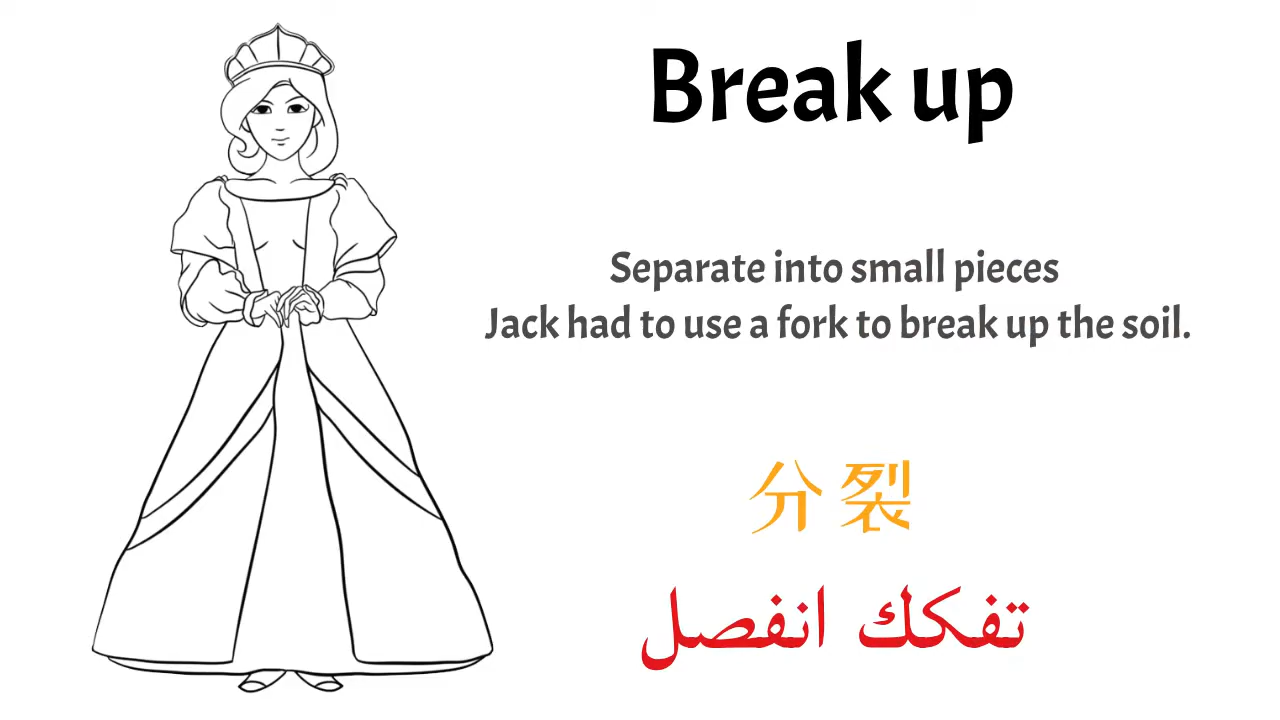 Break up
Separate into small pieces
Jack had to use a fork to break up the soil.
分裂
تفكك انفصل